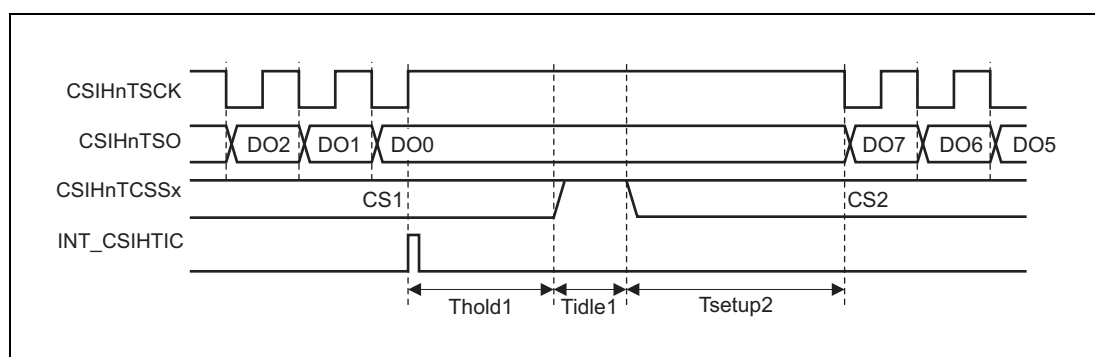 CSIHnTSCK
CSIHnTSO
DO2 DO1 DO0 DO7 DO6 DO5
CSIHnTCSSx
CS1 CS2
INT_CSIHTIC
Thold1 Tidle1 Tsetup2